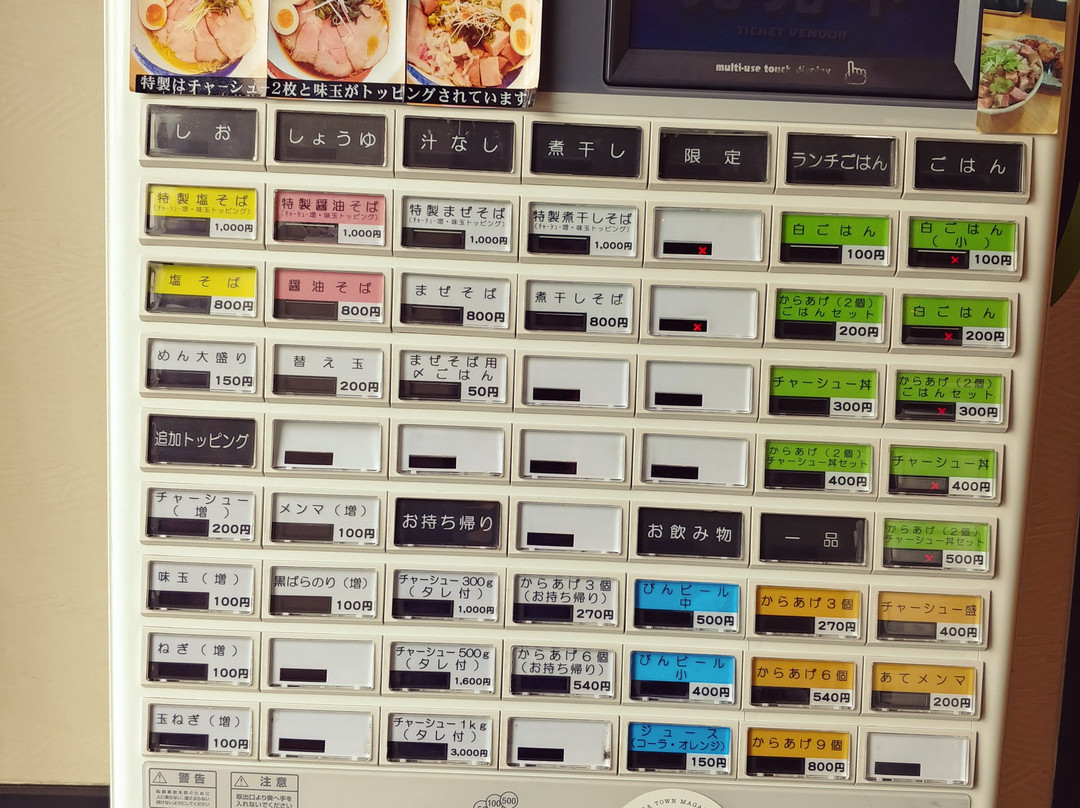 TICKET VENDOR
multi-use touch display
特製はチャーシュー2枚と味玉がトッピングされています
しお
しょうゆ
汁なし
煮干し
限定
ランチごはん
ごはん
特製塩そば
(チャーシュー増・味玉トッピング)
1,000円
特製醤油そば
(チャーシュー増・味玉トッピング)
1,000円
特製まぜそば
(チャーシュー増・味玉トッピング)
1,000円
特製煮干しそば
(チャーシュー増・味玉トッピング)
1,000円
×
白ごはん
100円
白ごはん
(小)
×
100円
塩そば
800円
醤油そば
800円
まぜそば
800円
煮干しそば
800円
×
からあげ(2個)
ごはんセット
200円
白ごはん
×
200円
めん大盛り
150円
替え玉
200円
まぜそば用
〆ごはん
50円
チャーシュー丼
300円
からあげ(2個)
ごはんセット
×
300円
追加トッピング
からあげ(2個)
チャーシュー丼セット
400円
チャーシュー丼
×
400円
チャーシュー
(増)
200円
メンマ(増)
100円
お持ち帰り
お飲み物
一品
からあげ(2個)
チャーシュー丼セット
×
500円
味玉(増)
100円
黒ばらのり(増)
100円
チャーシュー300g
(タレ付)
1,000円
からあげ3個
(お持ち帰り)
270円
びんビール
中
500円
からあげ3個
270円
チャーシュー盛
400円
ねぎ(増)
100円
チャーシュー500g
(タレ付)
1,600円
からあげ6個
(お持ち帰り)
540円
びんビール
小
400円
からあげ6個
540円
あてメンマ
200円
玉ねぎ(増)
100円
チャーシュー1kg
(タレ付)
3,000円
ジュース
(コーラ・オレンジ)
150円
からあげ9個
800円
警告
注意
取出口より奥へ手を
入れないでください
100 500
TOWN MAGA